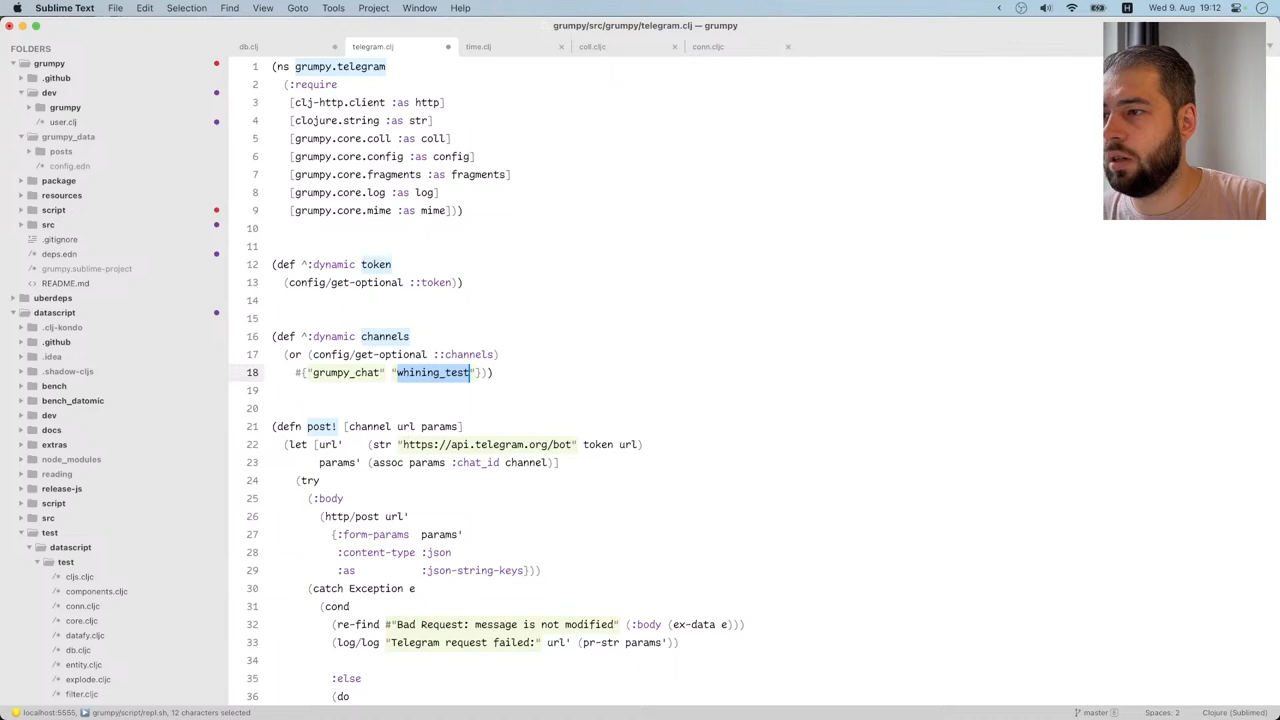 Sublime Text File Edit Selection Find View Goto Tools Project Window Help
Wed 9. Aug 19:12
grumpy/src/grumpy/telegram.clj — grumpy
FOLDERS
grumpy
.github
dev
grumpy
user.clj
grumpy_data
posts
config.edn
package
resources
script
src
.gitignore
deps.edn
grumpy.sublime-project
README.md
uberdeps
datascript
.clj-kondo
.github
.idea
.shadow-cljs
bench
bench_datomic
dev
docs
extras
node_modules
reading
release-js
script
src
test
datascript
test
cljs.cljc
components.cljc
conn.cljc
core.cljc
datafy.cljc
db.cljc
entity.cljc
explode.cljc
filter.cljc
db.clj telegram.clj time.clj coll.cljc conn.cljc
1 (ns grumpy.telegram
2 (:require
3 [clj-http.client :as http]
4 [clojure.string :as str]
5 [grumpy.core.coll :as coll]
6 [grumpy.core.config :as config]
7 [grumpy.core.fragments :as fragments]
8 [grumpy.core.log :as log]
9 [grumpy.core.mime :as mime]))
10
11
12 (def ^:dynamic token
13 (config/get-optional ::token))
14
15
16 (def ^:dynamic channels
17 (or (config/get-optional ::channels)
18 #{"grumpy_chat" "whining_test"}))
19
20
21 (defn post! [channel url params]
22 (let [url' (str "https://api.telegram.org/bot" token url)
23 params' (assoc params :chat_id channel)]
24 (try
25 (:body
26 (http/post url'
27 {:form-params params'
28 :content-type :json
29 :as :json-string-keys}))
30 (catch Exception e
31 (cond
32 (re-find #"Bad Request: message is not modified" (:body (ex-data e)))
33 (log/log "Telegram request failed:" url' (pr-str params'))
34
35 :else
36 (do
localhost:5555, grumpy/script/repl.sh, 12 characters selected
master 6 Spaces: 2 Clojure (Sublimed)